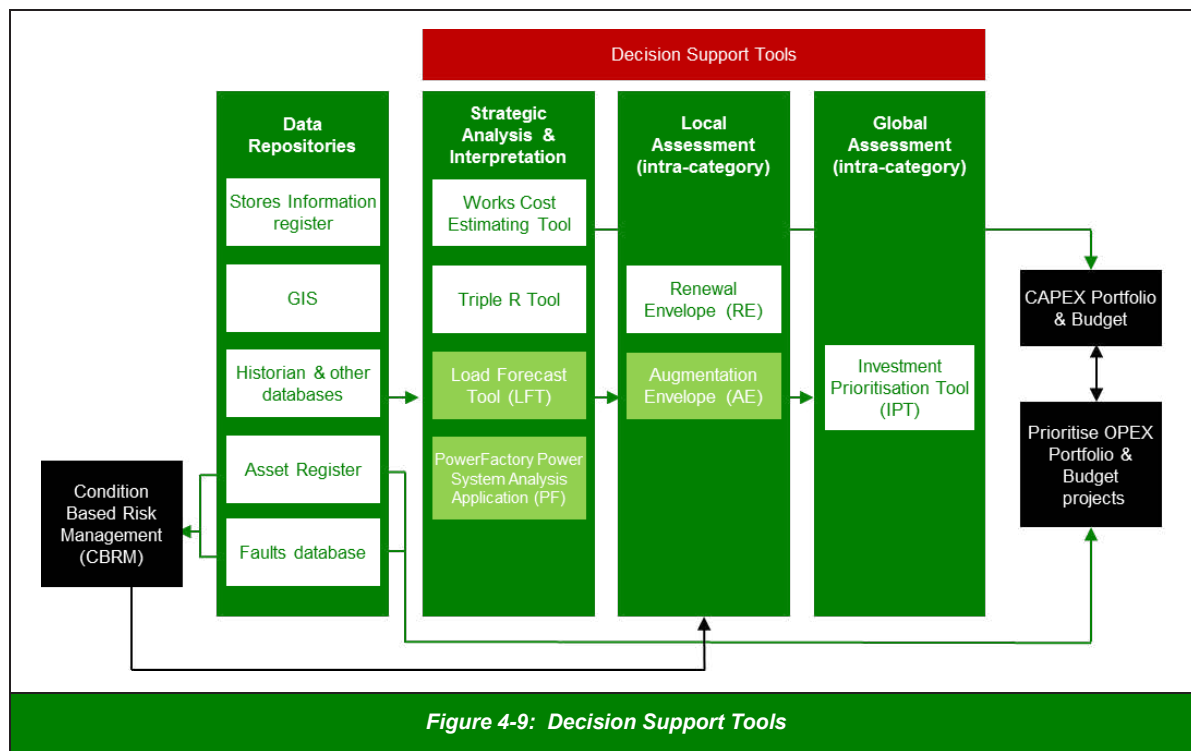 Decision Support Tools
Data
Repositories
Stores Information
register
GIS
Historian & other
databases
Asset Register
Faults database
Strategic
Analysis &
Interpretation
Works Cost
Estimating Tool
Triple R Tool
Load Forecast
Tool (LFT)
PowerFactory Power
System Analysis
Application (PF)
Local
Assessment
(intra-category)
Renewal
Envelope (RE)
Augmentation
Envelope (AE)
Global
Assessment
(intra-category)
Investment
Prioritisation Tool
(IPT)
CAPEX Portfolio
& Budget
Prioritise OPEX
Portfolio &
Budget
projects
Condition
Based Risk
Management
(CBRM)
Figure 4-9: Decision Support Tools